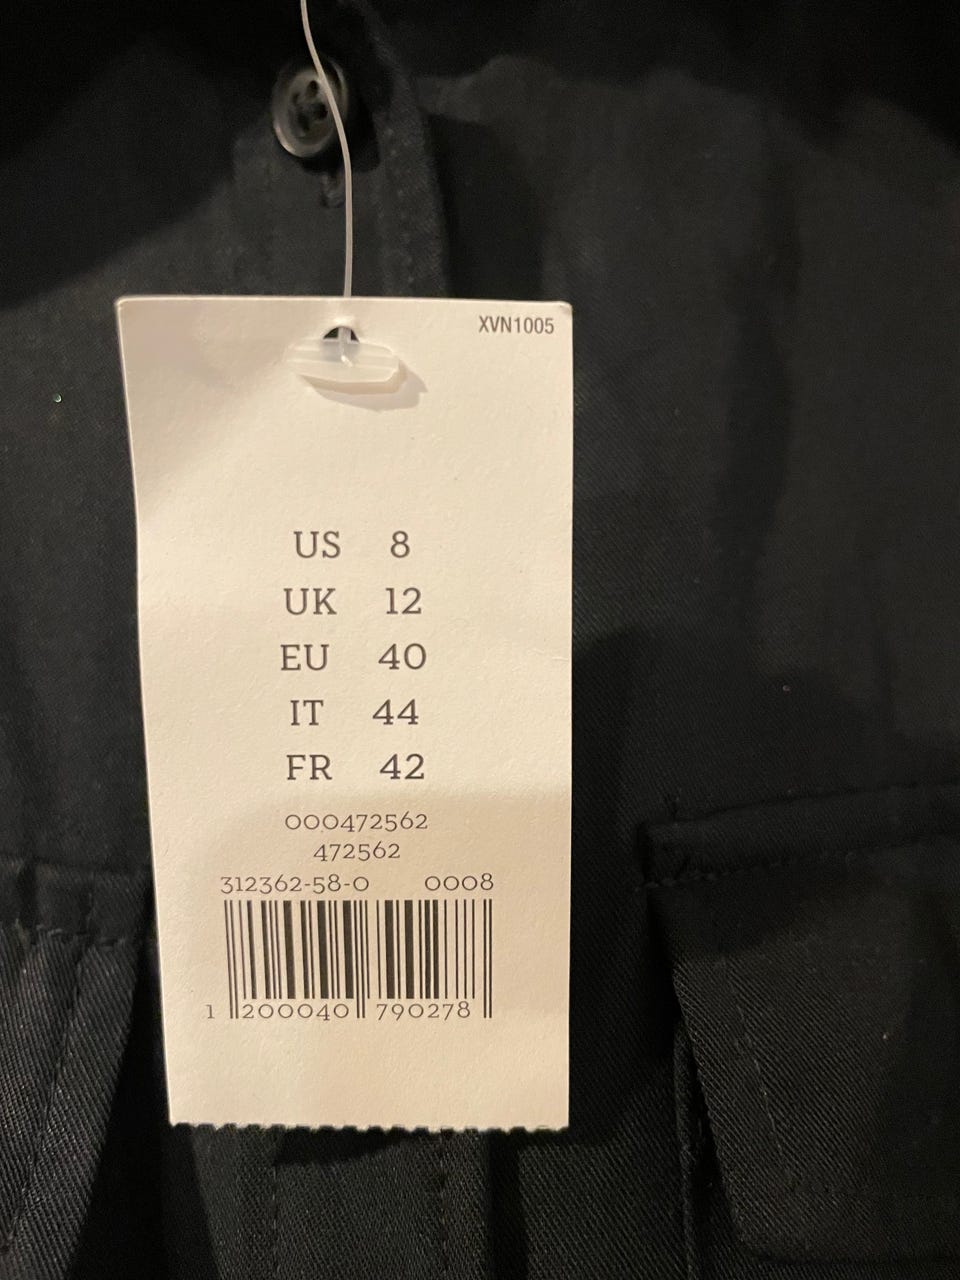 XVN1005
US 8
UK 12
EU 40
IT 44
FR 42
000472562
472562
312362-58-0 0008
1 200040 790278